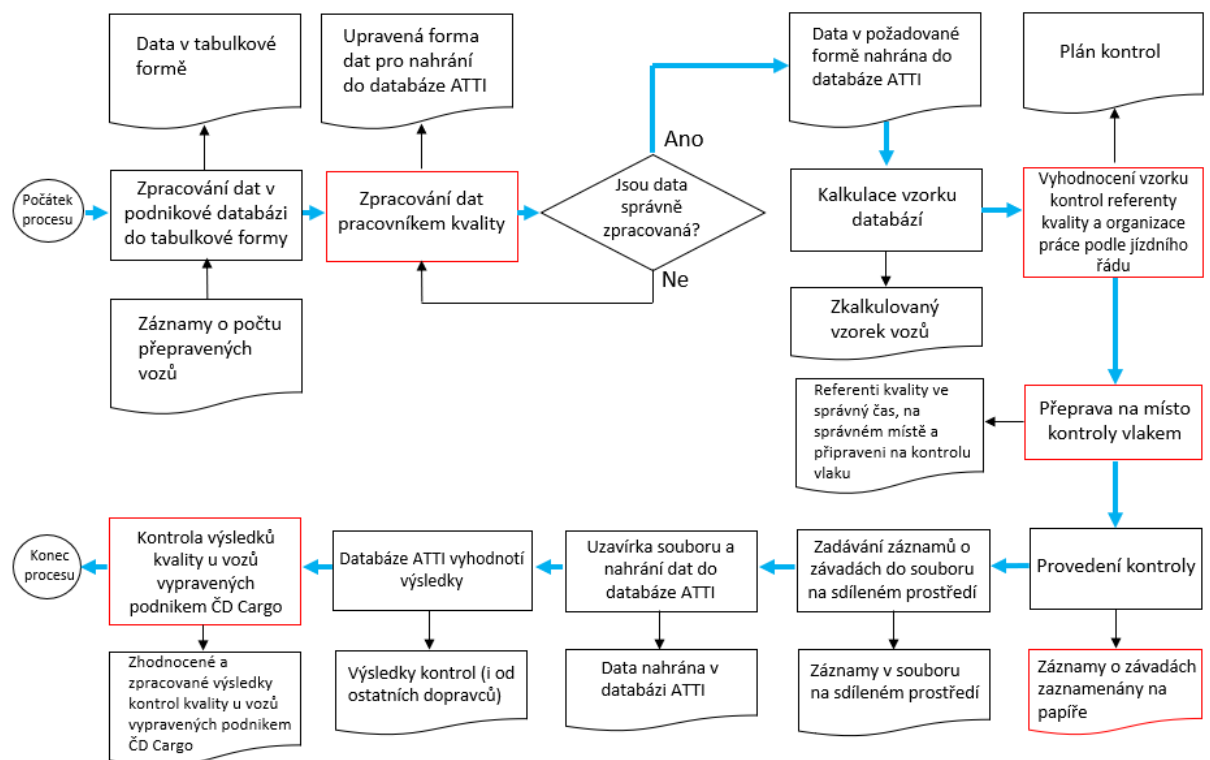 Data v tabulkové
formě
Upravená forma
dat pro nahrání
do databáze ATTI
Data v požadované
formě nahrána do
databáze ATTI
Plán kontrol
Ano
Počátek
procesu
Zpracování dat v
podnikové databázi
do tabulkové formy
Zpracování dat
pracovníkem kvality
Jsou data
správně
zpracovaná?
Kalkulace vzorku
databází
Vyhodnocení vzorku
kontrol referenty
kvality a organizace
práce podle jízdního
řádu
Ne
Záznamy o počtu
přepravených
vozů
Zkalkulovaný
vzorek vozů
Referenti kvality ve
správný čas, na
správném místě a
připraveni na kontrolu
vlaku
Přeprava na místo
kontroly vlakem
Konec
procesu
Kontrola výsledků
kvality u vozů
vypravených
podnikem ČD Cargo
Databáze ATTI vyhodnotí
výsledky
Uzavírka souboru a
nahrání dat do
databáze ATTI
Zadávání záznamů o
závadách do souboru
na sdíleném prostředí
Provedení kontroly
Zhodnocené a
zpracované výsledky
kontrol kvality u vozů
vypravených podnikem
ČD Cargo
Výsledky kontrol (i od
ostatních dopravců)
Data nahrána v
databázi ATTI
Záznamy v souboru
na sdíleném prostředí
Záznamy o závadách
zaznamenány na
papíře